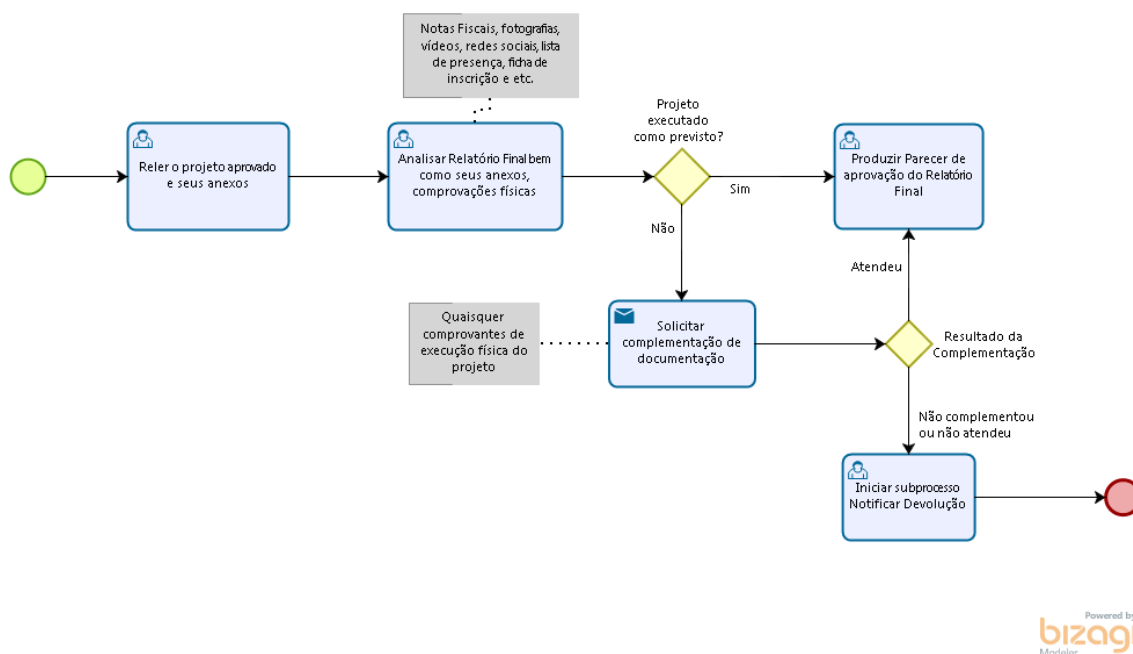 Notas Fiscais, fotografias,
vídeos, redes sociais, lista
de presença, ficha de
inscrição e etc.
Reler o projeto aprovado
e seus anexos
Analisar Relatório Final bem
como seus anexos,
comprovações físicas
Projeto
executado
como previsto?
Sim
Não
Produzir Parecer de
aprovação do Relatório
Final
Atendeu
Quaisquer
comprovantes de
execução física do
projeto
Solicitar
complementação de
documentação
Resultado da
Complementação
Não complementou
ou não atendeu
Iniciar subprocesso
Notificar Devolução
Powered by
bizagi
Modeler